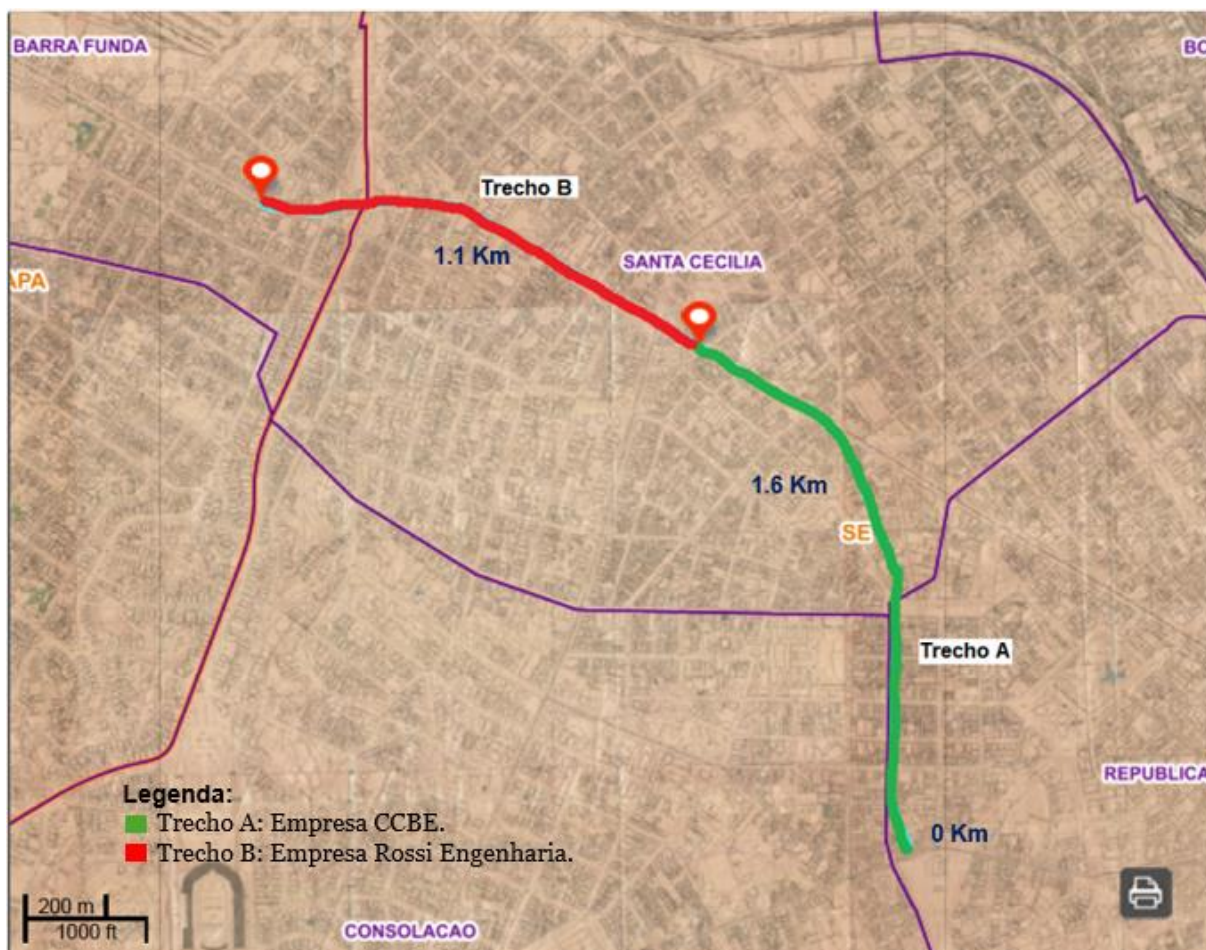 BARRA FUNDA
BO
Trecho B
1.1 Km
SANTA CECILIA
APA
1.6 Km
SE
Trecho A
REPUBLICA
Legenda:
Trecho A: Empresa CCBE.
0 Km
Trecho B: Empresa Rossi Engenharia.
200 m
1000 ft
CONSOLACAO